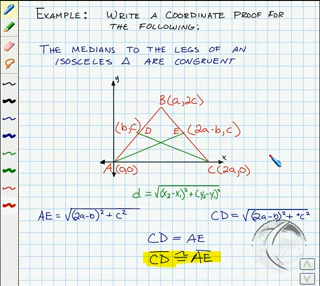 EXAMPLE: WRITE A COORDINATE PROOF FOR
THE FOLLOWING:
THE MEDIANS TO THE LEGS OF AN
ISOSCELES Δ ARE CONGRUENT
y
B(a,2c)
(b,c) D E (2a-b,c)
x
A(0,0) C(2a,0)
d = √(x₂-x₁)²+(y₂-y₁)²
AE = √(2a-b)²+c² CD = √(2a-b)²+c²
CD = AE
CD ≅ AE